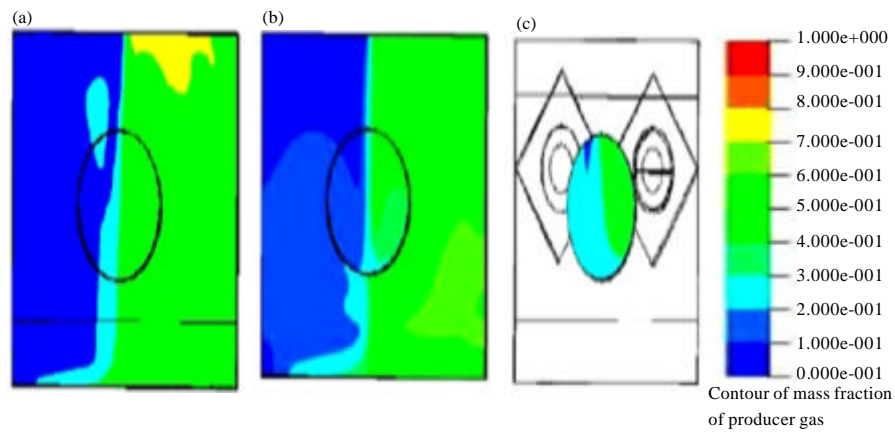 (a)
(b)
(c)
1.000e+000
9.000e-001
8.000e-001
7.000e-001
6.000e-001
5.000e-001
4.000e-001
3.000e-001
2.000e-001
1.000e-001
0.000e-001
Contour of mass fraction
of producer gas